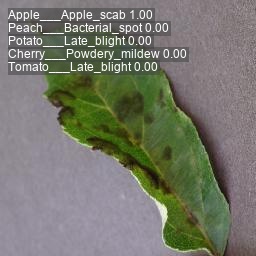 Apple___Apple_scab 1.00
Peach___Bacterial_spot 0.00
Potato___Late_blight 0.00
Cherry___Powdery_mildew 0.00
Tomato___Late_blight 0.00